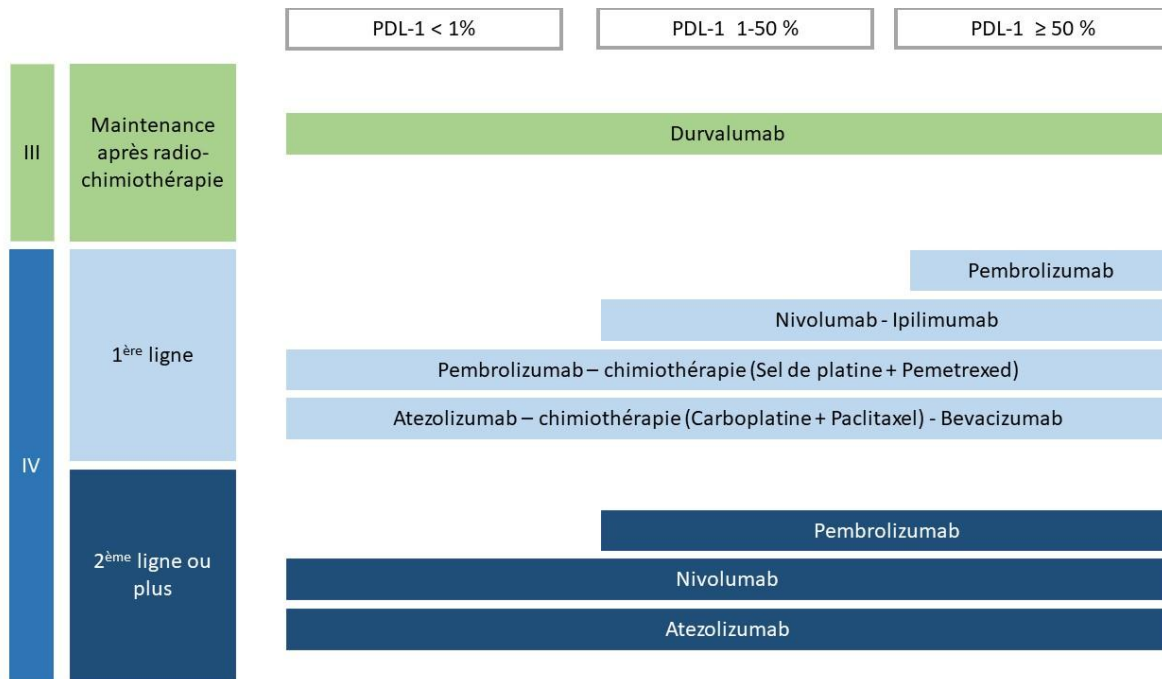 PDL-1 < 1%
PDL-1 1-50 %
PDL-1 ≥ 50 %
III
Maintenance
après radio-
chimiothérapie
Durvalumab
IV
1ère ligne
Pembrolizumab
Nivolumab - Ipilimumab
Pembrolizumab – chimiothérapie (Sel de platine + Pemetrexed)
Atezolizumab – chimiothérapie (Carboplatine + Paclitaxel) - Bevacizumab
2ème ligne ou
plus
Pembrolizumab
Nivolumab
Atezolizumab